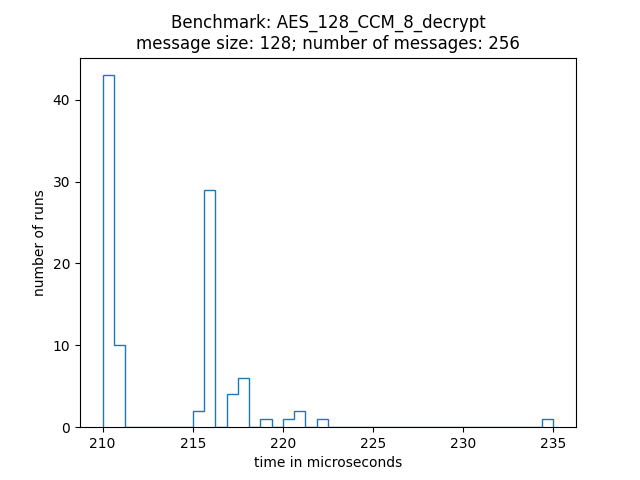 Benchmark: AES_128_CCM_8_decrypt
message size: 128; number of messages: 256
number of runs
40
30
20
10
0
210 215 220 225 230 235
time in microseconds